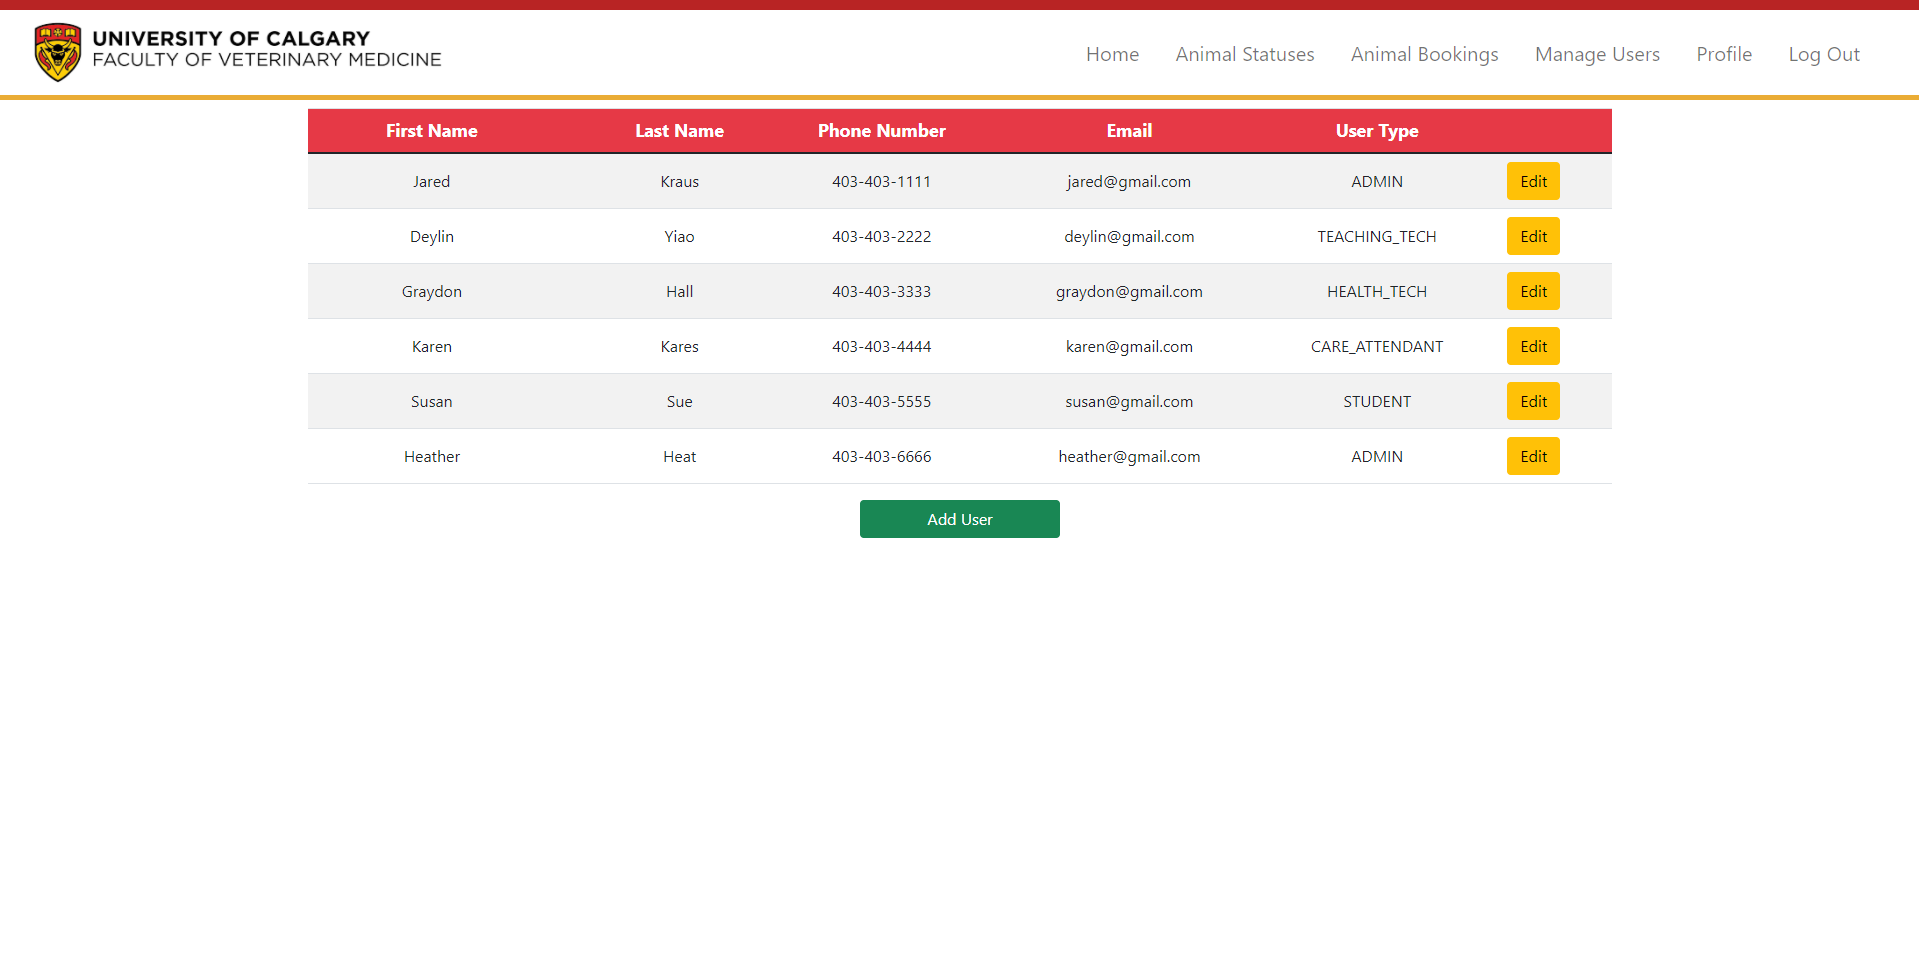 UNIVERSITY OF CALGARY
FACULTY OF VETERINARY MEDICINE
Home Animal Statuses Animal Bookings Manage Users Profile Log Out
First Name Last Name Phone Number Email User Type
Jared Kraus 403-403-1111 jared@gmail.com ADMIN Edit
Deylin Yiao 403-403-2222 deylin@gmail.com TEACHING_TECH Edit
Graydon Hall 403-403-3333 graydon@gmail.com HEALTH_TECH Edit
Karen Kares 403-403-4444 karen@gmail.com CARE_ATTENDANT Edit
Susan Sue 403-403-5555 susan@gmail.com STUDENT Edit
Heather Heat 403-403-6666 heather@gmail.com ADMIN Edit
Add User